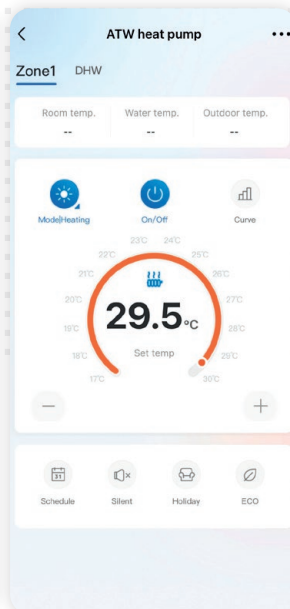 ATW heat pump
Zone1 DHW
Room temp. Water temp. Outdoor temp.
-- -- --
Mode|Heating On/Off Curve
23℃ 24℃
22℃ 25℃
21℃ 26℃
20℃ 27℃
19℃ 28℃
18℃ 29℃
17℃ 30℃
29.5℃
Set temp
31
Schedule Silent Holiday ECO